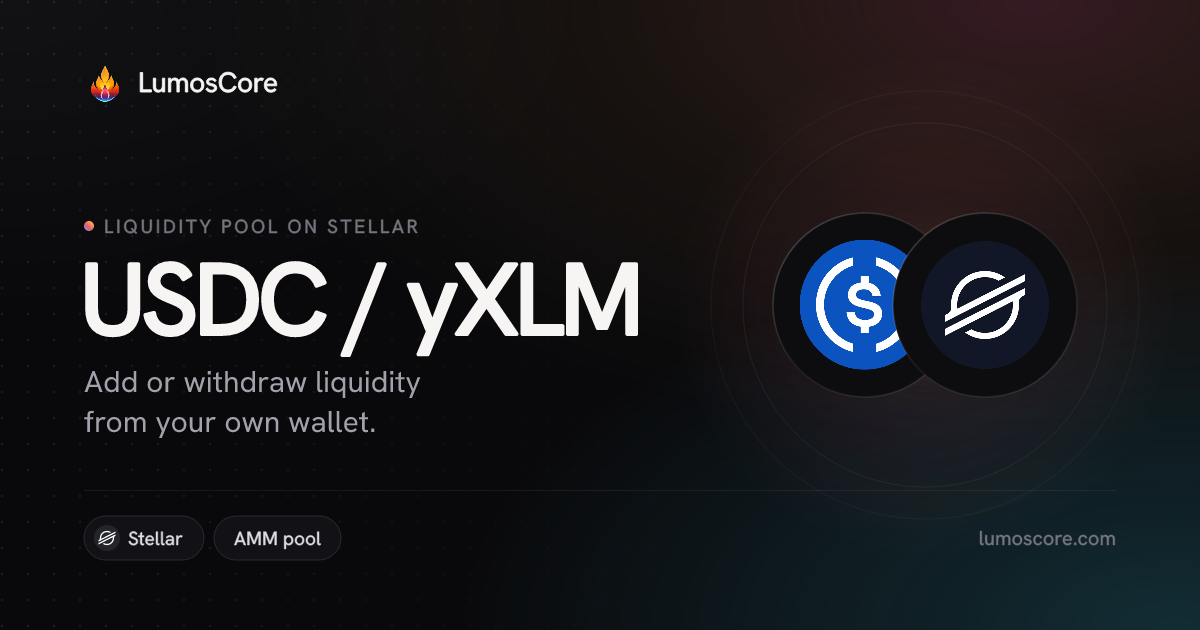 LumosCore
LIQUIDITY POOL ON STELLAR
USDC / yXLM
Add or withdraw liquidity
from your own wallet.
$
Stellar
AMM pool
lumoscore.com